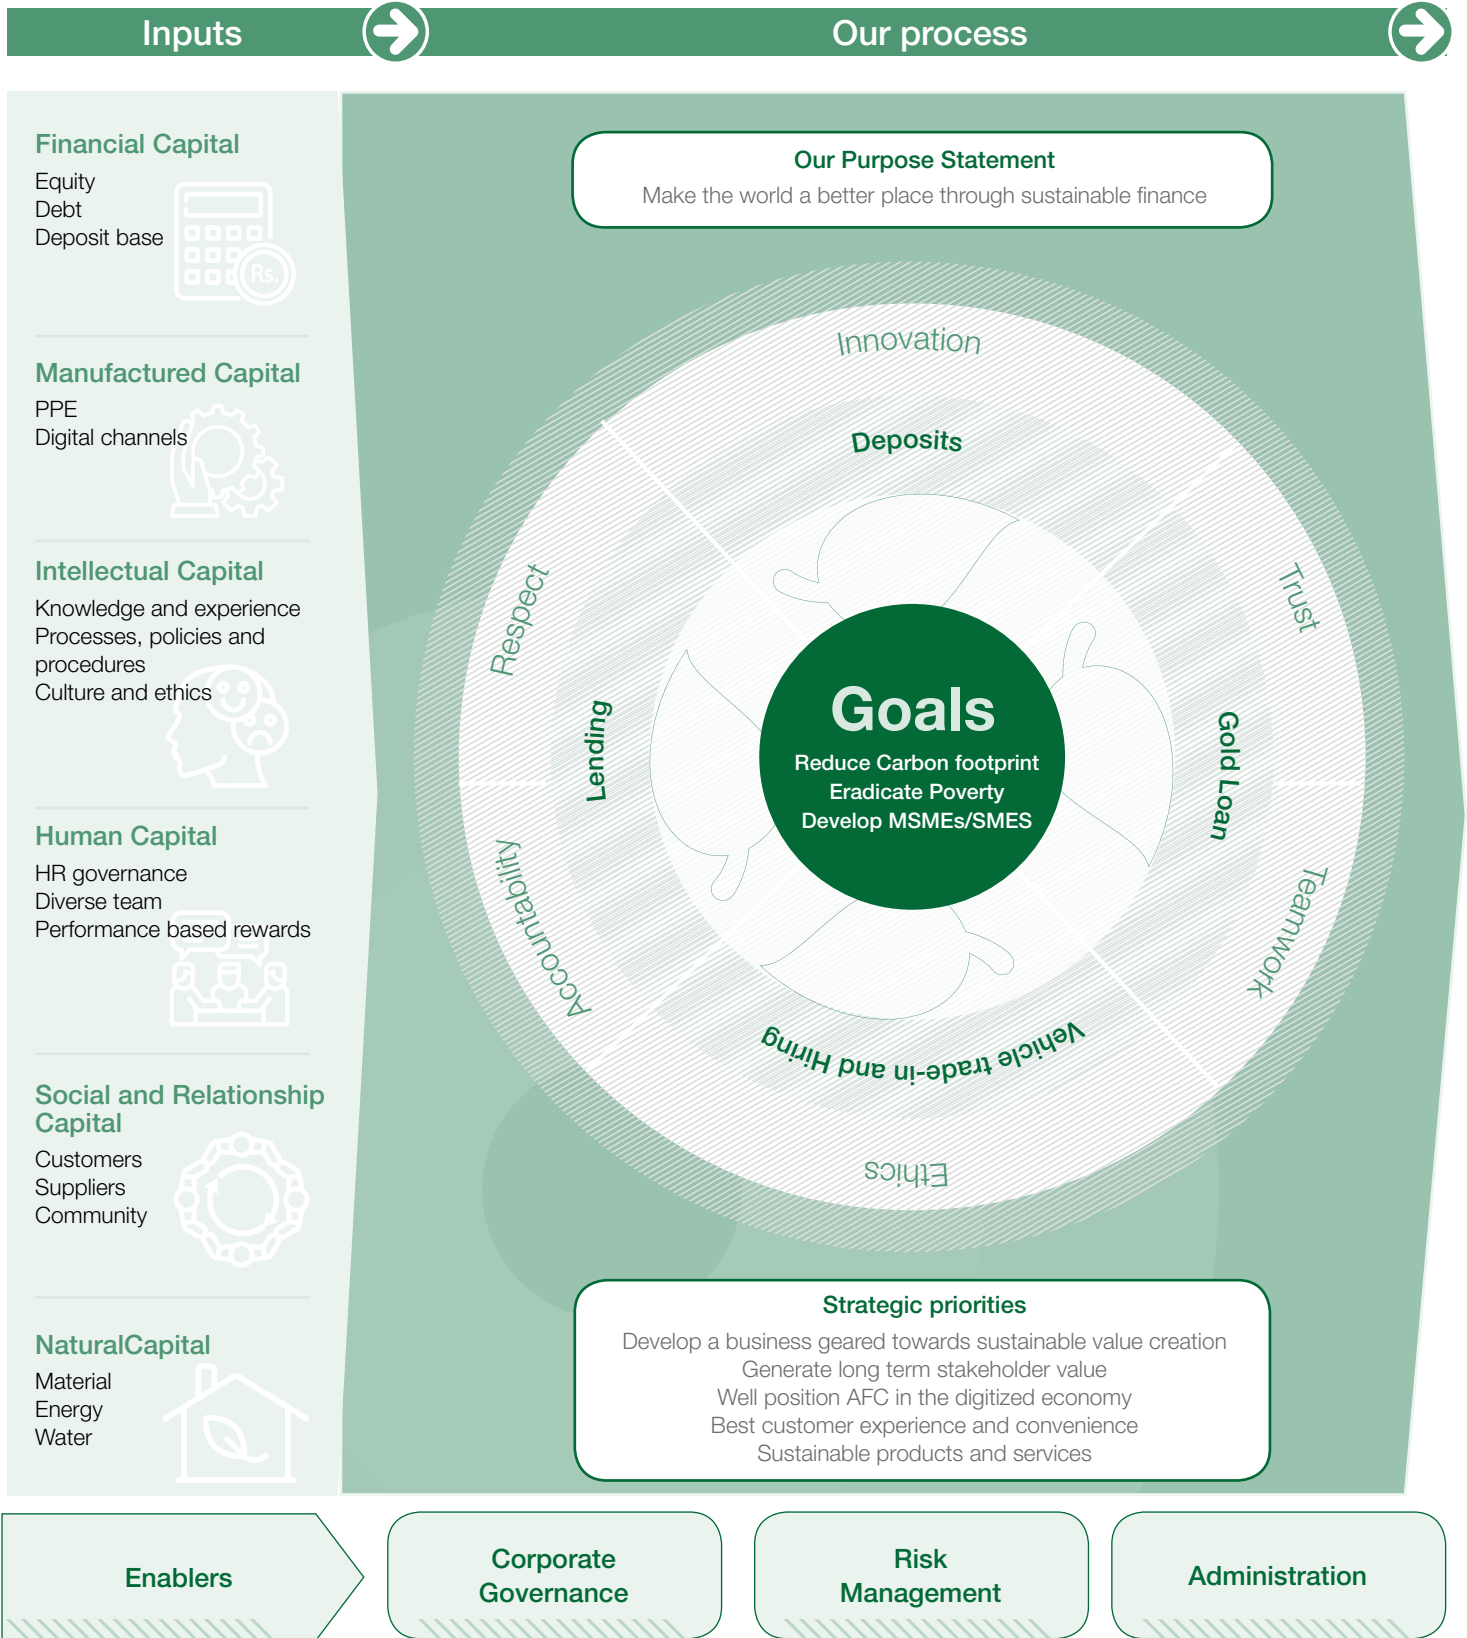 Inputs
Our process
Financial Capital
Equity
Debt
Deposit base
Rs.
Manufactured Capital
PPE
Digital channels
Intellectual Capital
Knowledge and experience
Processes, policies and
procedures
Culture and ethics
Human Capital
HR governance
Diverse team
Performance based rewards
Social and Relationship
Capital
Customers
Suppliers
Community
NaturalCapital
Material
Energy
Water
Our Purpose Statement
Make the world a better place through sustainable finance
Innovation
Trust
Teamwork
Ethics
Accountability
Respect
Deposits
Gold Loan
Vehicle trade-in and Hiring
Lending
Goals
Reduce Carbon footprint
Eradicate Poverty
Develop MSMEs/SMES
Strategic priorities
Develop a business geared towards sustainable value creation
Generate long term stakeholder value
Well position AFC in the digitized economy
Best customer experience and convenience
Sustainable products and services
Enablers
Corporate
Governance
Risk
Management
Administration